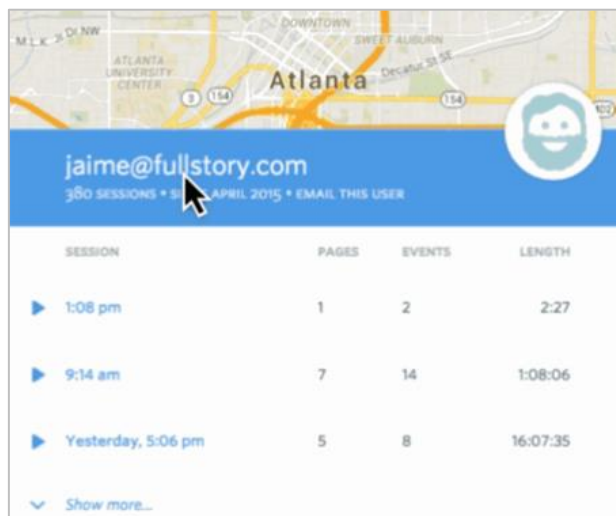 DOWNTOWN
M.L.K. Jr Dr NW
SWEET AUBURN
ATLANTA
UNIVERSITY
CENTER
Atlanta
Decatur St SE
3
154
154
jaime@fullstory.com
380 SESSIONS • APRIL 2015 • EMAIL THIS USER
SESSION PAGES EVENTS LENGTH
1:08 pm 1 2 2:27
9:14 am 7 14 1:08:06
Yesterday, 5:06 pm 5 8 16:07:35
Show more...